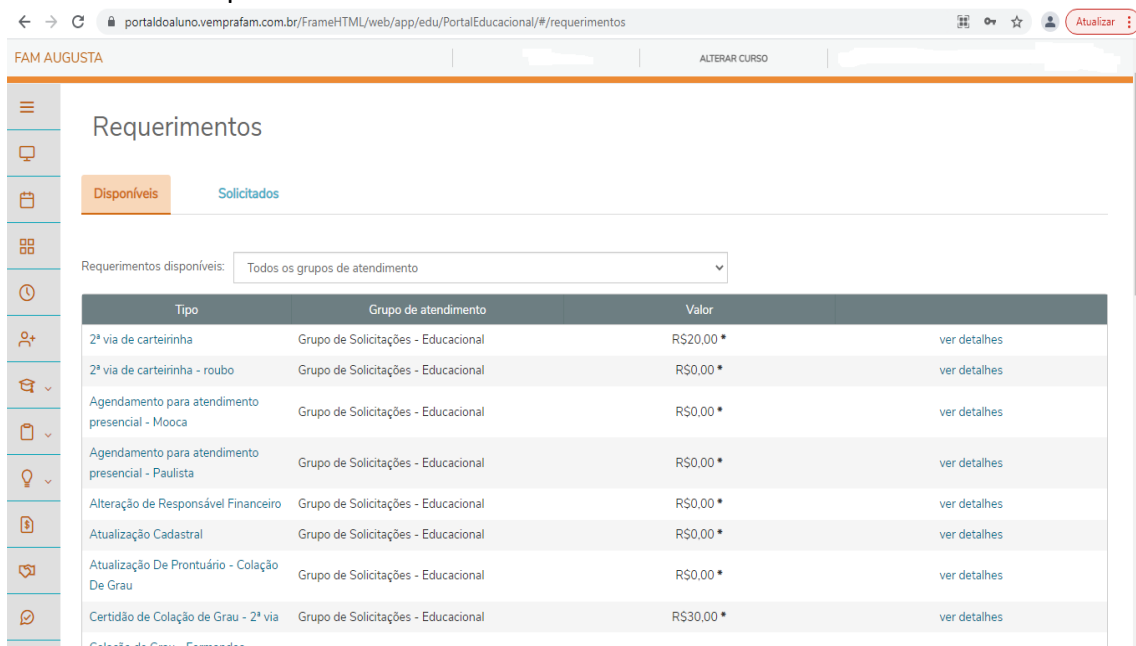 portaldoaluno.vemprafam.com.br/FrameHTML/web/app/edu/PortalEducacional/#/requerimentos Atualizar
FAM AUGUSTA ALTERAR CURSO
Requerimentos
Disponíveis Solicitados
Requerimentos disponíveis: Todos os grupos de atendimento
Tipo Grupo de atendimento Valor
2ª via de carteirinha Grupo de Solicitações - Educacional R$20,00 * ver detalhes
2ª via de carteirinha - roubo Grupo de Solicitações - Educacional R$0,00 * ver detalhes
Agendamento para atendimento
presencial - Mooca Grupo de Solicitações - Educacional R$0,00 * ver detalhes
Agendamento para atendimento
presencial - Paulista Grupo de Solicitações - Educacional R$0,00 * ver detalhes
Alteração de Responsável Financeiro Grupo de Solicitações - Educacional R$0,00 * ver detalhes
Atualização Cadastral Grupo de Solicitações - Educacional R$0,00 * ver detalhes
Atualização De Prontuário - Colação
De Grau Grupo de Solicitações - Educacional R$0,00 * ver detalhes
Certidão de Colação de Grau - 2ª via Grupo de Solicitações - Educacional R$30,00 * ver detalhes